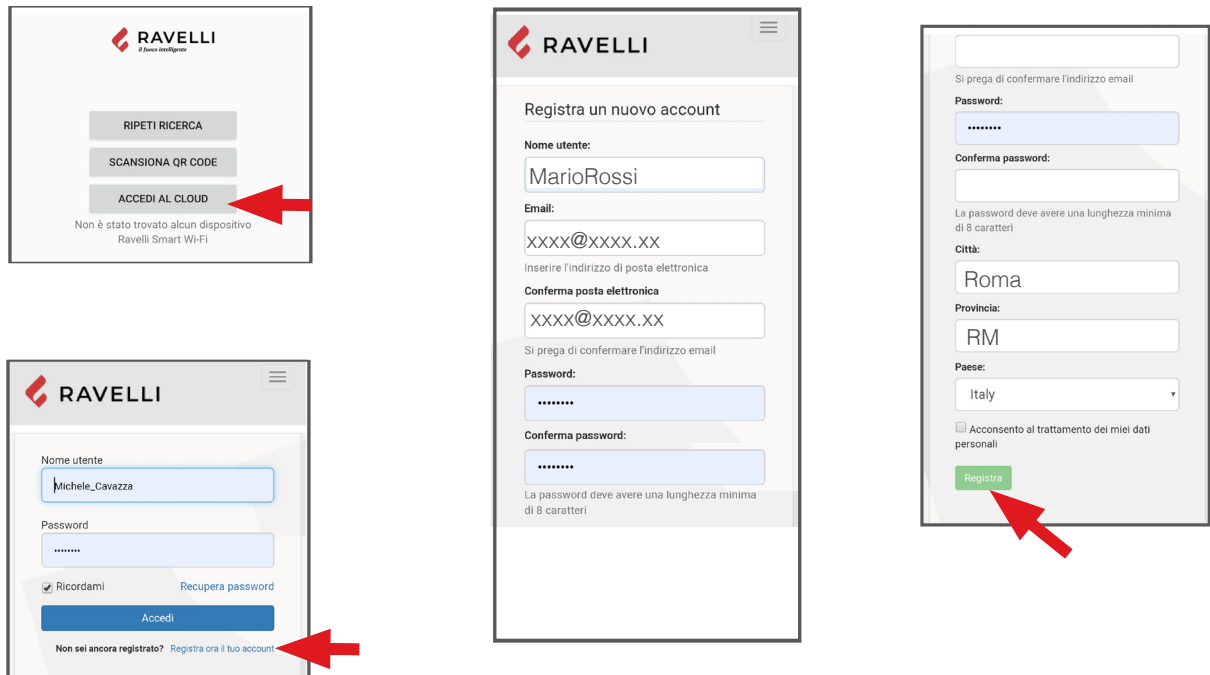 RAVELLI
il fuoco intelligente
RIPETI RICERCA
SCANSIONA QR CODE
ACCEDI AL CLOUD
Non è stato trovato alcun dispositivo
Ravelli Smart Wi-Fi
RAVELLI
Nome utente
Michele_Cavazza
Password
••••••••
Ricordami
Recupera password
Accedi
Non sei ancora registrato? Registra ora il tuo account
RAVELLI
Registra un nuovo account
Nome utente:
MarioRossi
Email:
xxxx@xxxx.xx
Inserire l'indirizzo di posta elettronica
Conferma posta elettronica
xxxx@xxxx.xx
Si prega di confermare l'indirizzo email
Password:
••••••••
Conferma password:
••••••••
La password deve avere una lunghezza minima
di 8 caratteri
Si prega di confermare l'indirizzo email
Password:
••••••••
Conferma password:
La password deve avere una lunghezza minima
di 8 caratteri
Città:
Roma
Provincia:
RM
Paese:
Italy
Acconsento al trattamento dei miei dati
personali
Registra